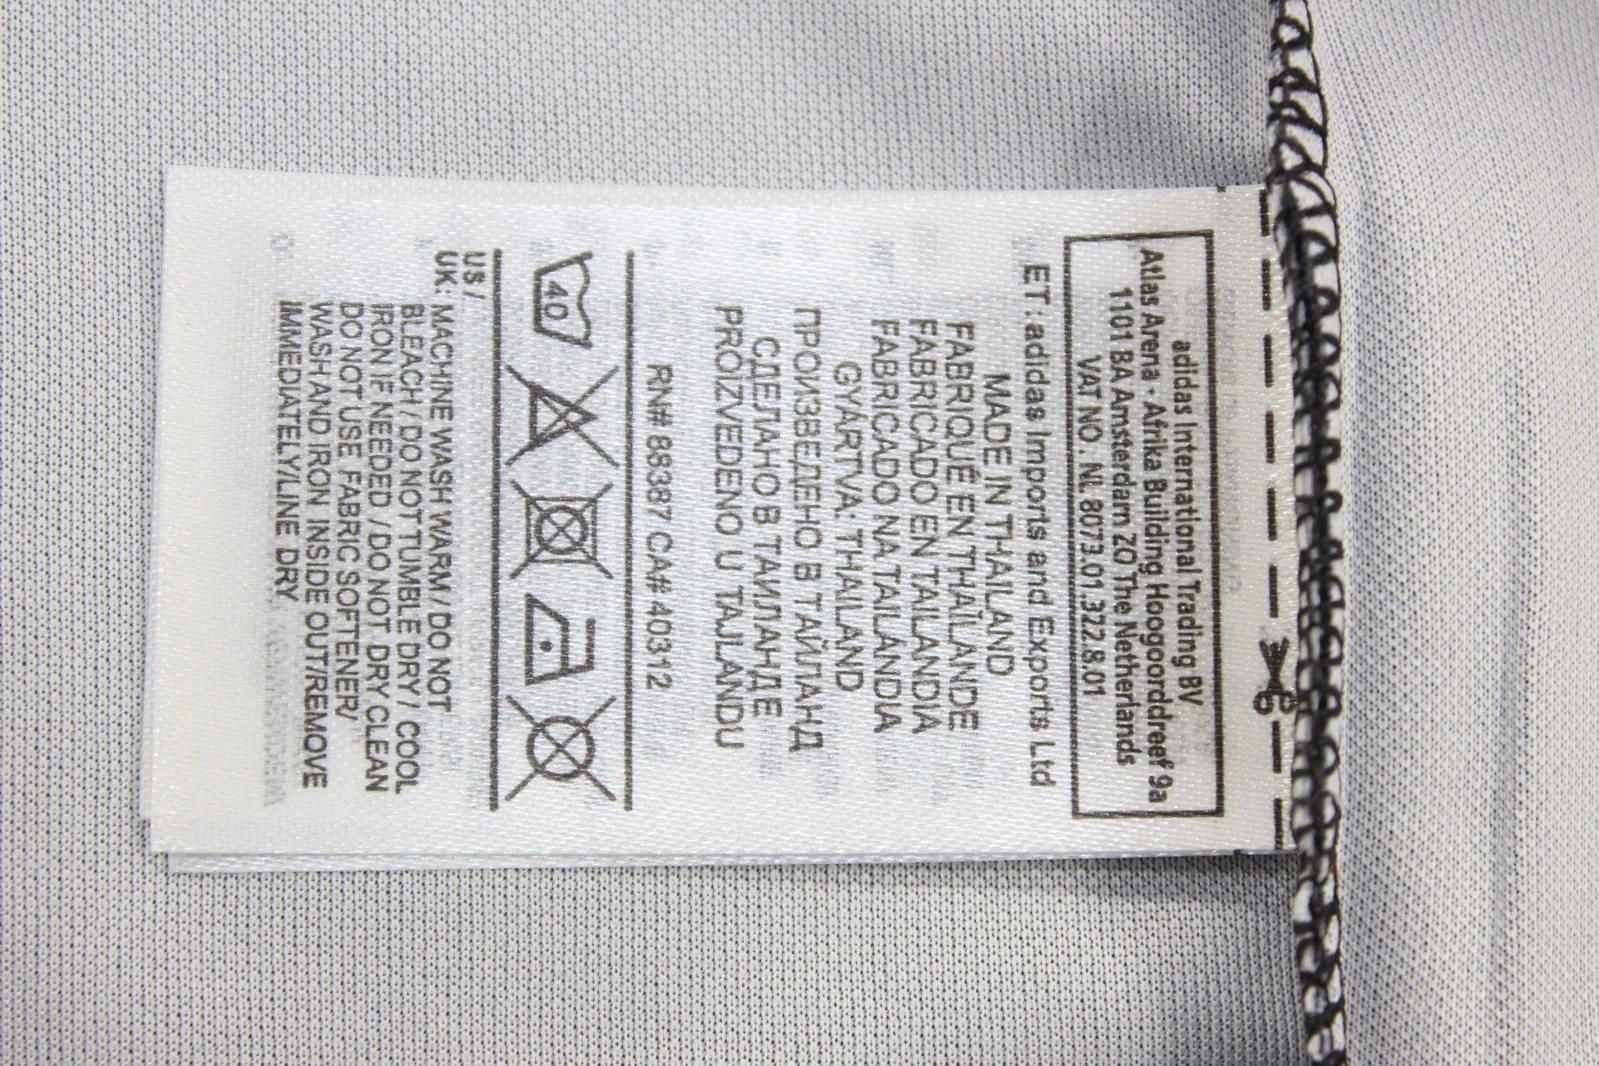 adidas International Trading BV
Atlas Arena - Afrika Building Hoogoorddreef 9a
1101 BA Amsterdam ZO The Netherlands
VAT NO. NL 8073.01.322.8.01
ET: adidas Imports and Exports Ltd
MADE IN THAILAND
FABRIQUÉ EN THAÏLANDE
FABRICADO EN TAILANDIA
FABRICADO NA TAILÂNDIA
GYÁRTVA: THAILAND
ПРОИЗВЕДЕНО В ТАЙЛАНД
СДЕЛАНО В ТАИЛАНДЕ
PROIZVEDENO U TAJLANDU
RN# 88387 CA# 40312
40
US /
UK: MACHINE WASH WARM / DO NOT
BLEACH / DO NOT TUMBLE DRY / COOL
IRON IF NEEDED / DO NOT DRY CLEAN
DO NOT USE FABRIC SOFTENER/
WASH AND IRON INSIDE OUT/REMOVE
IMMEDIATELY/LINE DRY.